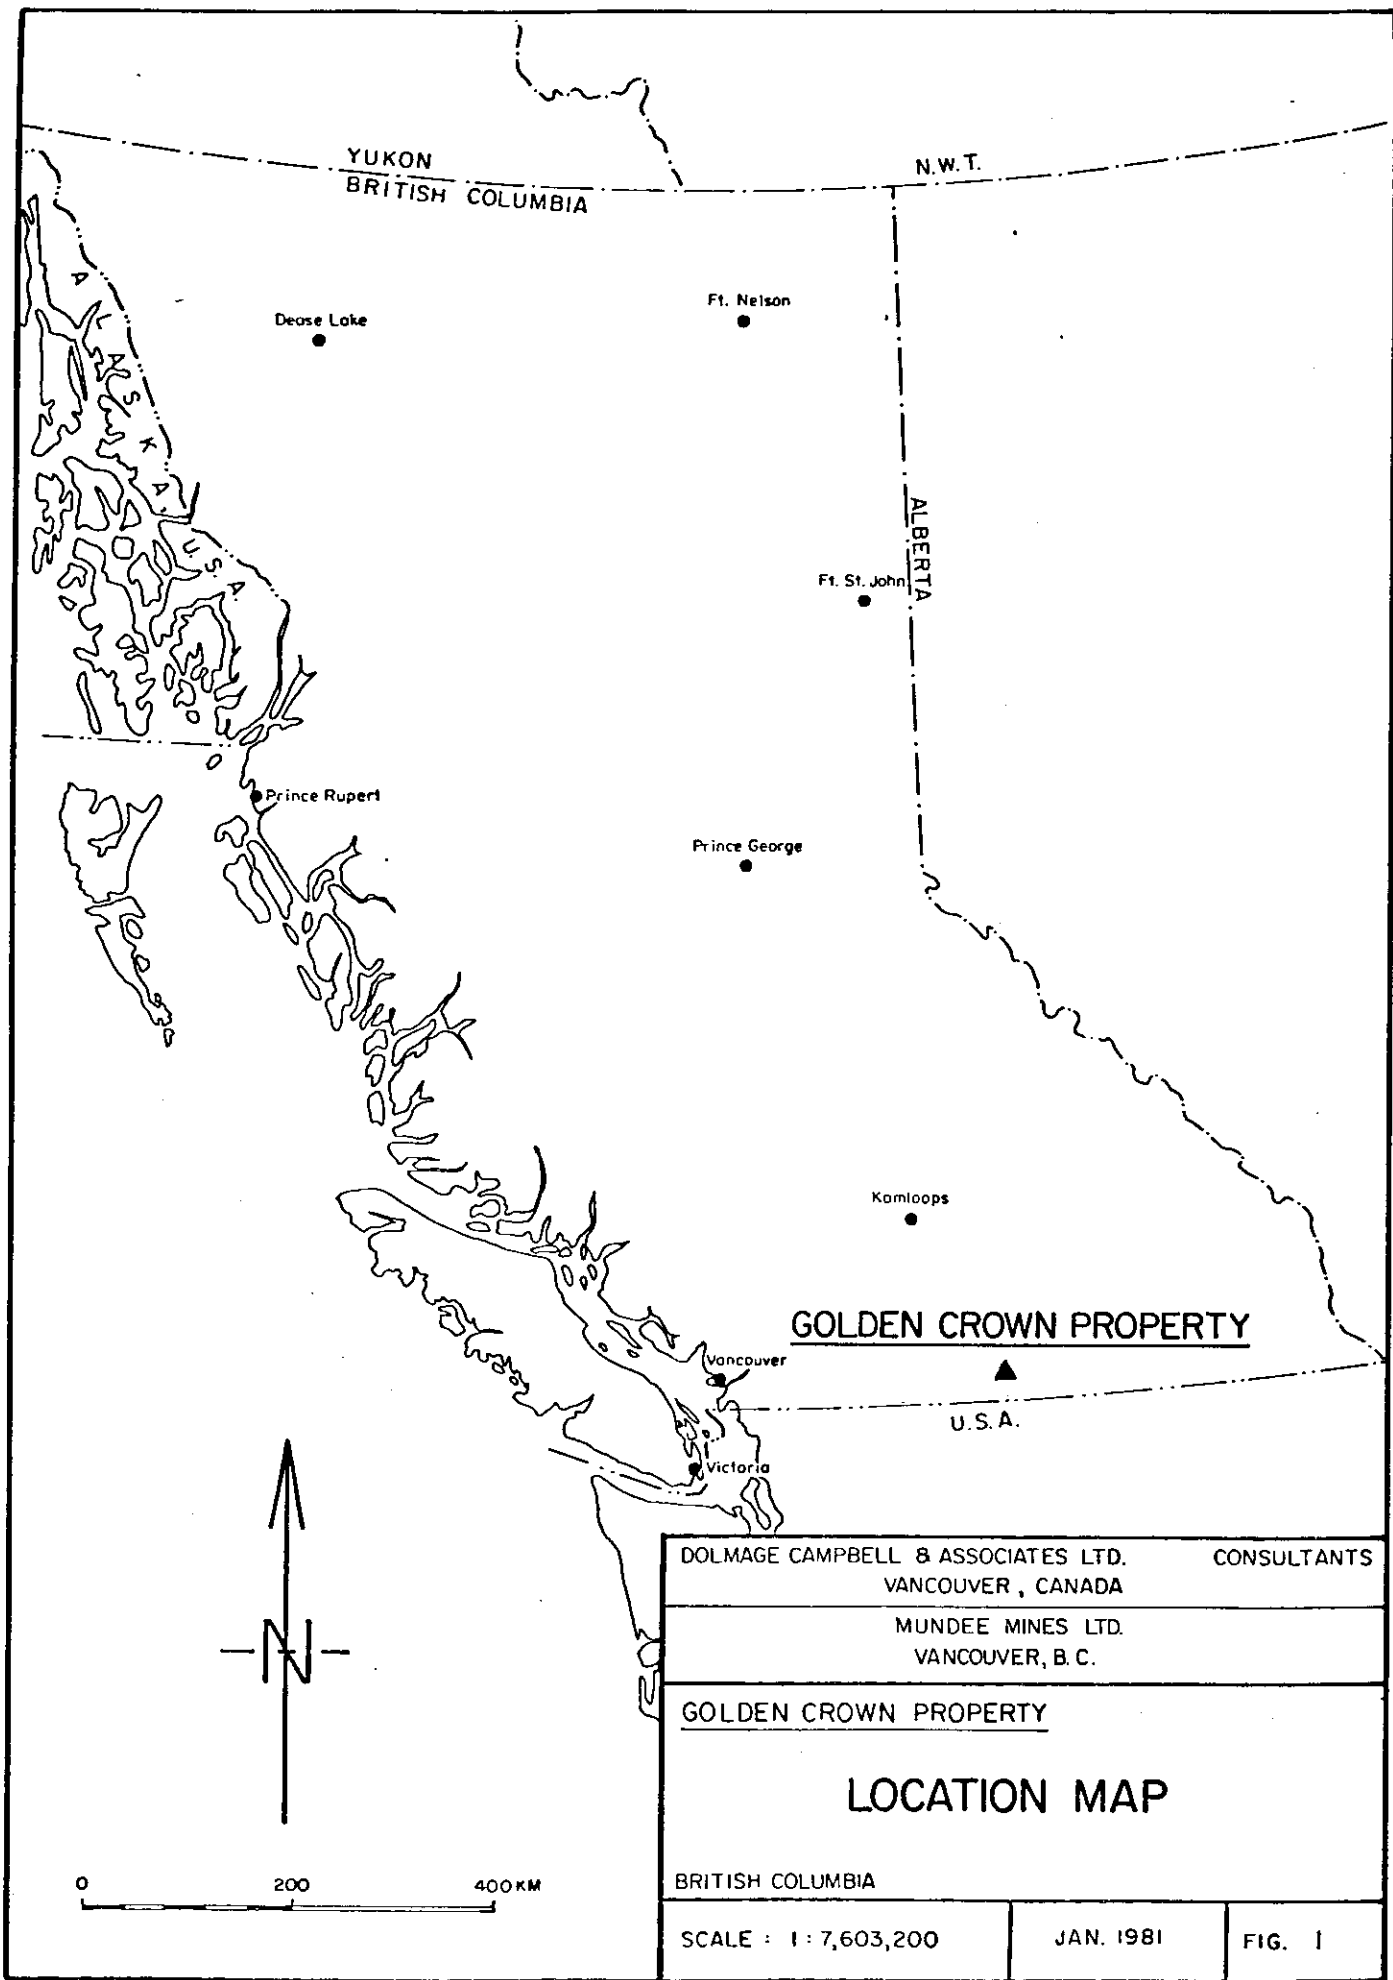 YUKON
BRITISH COLUMBIA
N.W.T.
ALASKA,
U.S.A.
Dease Lake
Ft. Nelson
ALBERTA
Ft. St. John
Prince Rupert
Prince George
Kamloops
GOLDEN CROWN PROPERTY
Vancouver
U.S.A.
Victoria
N
0 200 400 KM
DOLMAGE CAMPBELL & ASSOCIATES LTD. CONSULTANTS
VANCOUVER, CANADA
MUNDEE MINES LTD.
VANCOUVER, B.C.
GOLDEN CROWN PROPERTY
LOCATION MAP
BRITISH COLUMBIA
SCALE : 1 : 7,603,200
JAN. 1981
FIG. 1